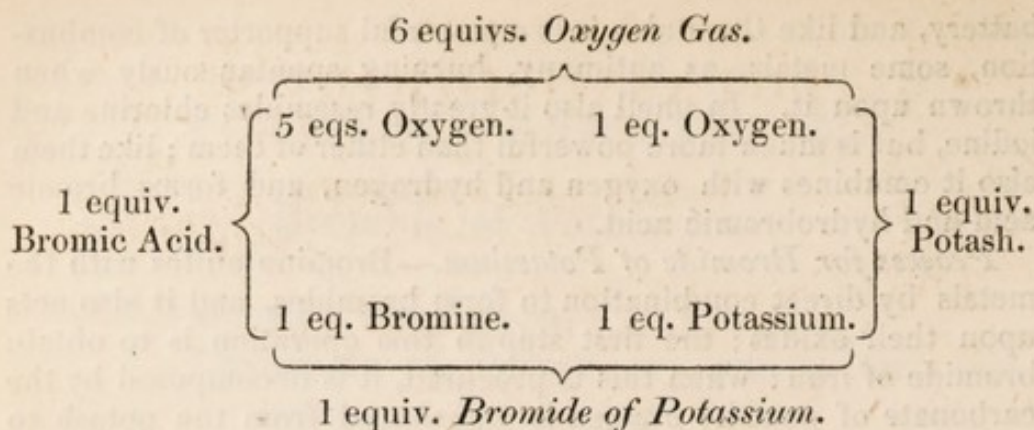 6 equivs. Oxygen Gas.
5 eqs. Oxygen. 1 eq. Oxygen.
1 equiv. 1 equiv.
Bromic Acid. Potash.
1 eq. Bromine. 1 eq. Potassium.
1 equiv. Bromide of Potassium.